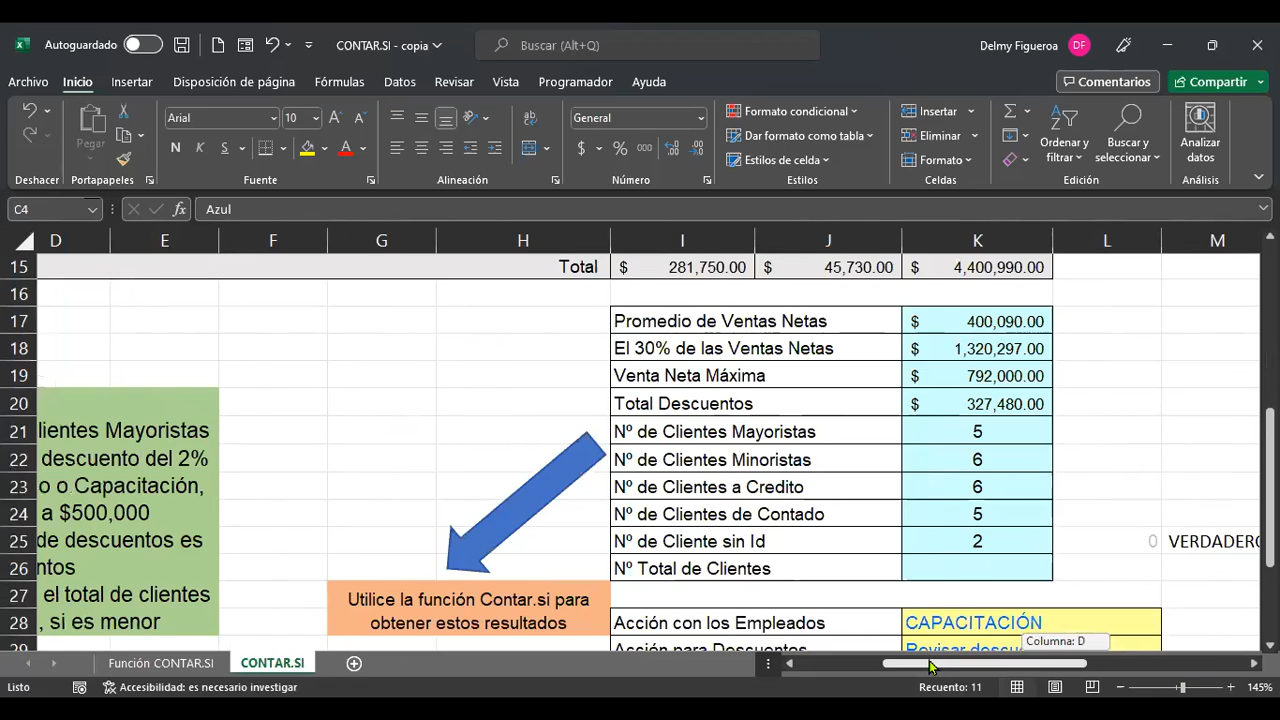 Autoguardado
CONTAR.SI - copia
Buscar (Alt+Q)
Delmy Figueroa
DF
Archivo Inicio Insertar Disposición de página Fórmulas Datos Revisar Vista Programador Ayuda
Comentarios
Compartir
Pegar
Arial
10
N K S
General
$ % 000
Formato condicional
Dar formato como tabla
Estilos de celda
Insertar
Eliminar
Formato
Ordenar y filtrar
Buscar y seleccionar
Analizar datos
Deshacer Portapapeles Fuente Alineación Número Estilos Celdas Edición Análisis
C4
fx
Azul
D E F G H I J K L M
15 Total $ 281,750.00 $ 45,730.00 $ 4,400,990.00
16
17 Promedio de Ventas Netas $ 400,090.00
18 El 30% de las Ventas Netas $ 1,320,297.00
19 Venta Neta Máxima $ 792,000.00
20 Total Descuentos $ 327,480.00
21 lientes Mayoristas Nº de Clientes Mayoristas 5
22 descuento del 2% Nº de Clientes Minoristas 6
23 o o Capacitación, Nº de Clientes a Credito 6
24 a $500,000 Nº de Clientes de Contado 5
25 de descuentos es Nº de Cliente sin Id 2 0 VERDADERO
26 ntos Nº Total de Clientes
27 el total de clientes Utilice la función Contar.si para
28 , si es menor obtener estos resultados Acción con los Empleados CAPACITACIÓN
Columna: D
29 Acción para Descuentos
Función CONTAR.SI
CONTAR.SI
Listo
Accesibilidad: es necesario investigar
Recuento: 11
145%